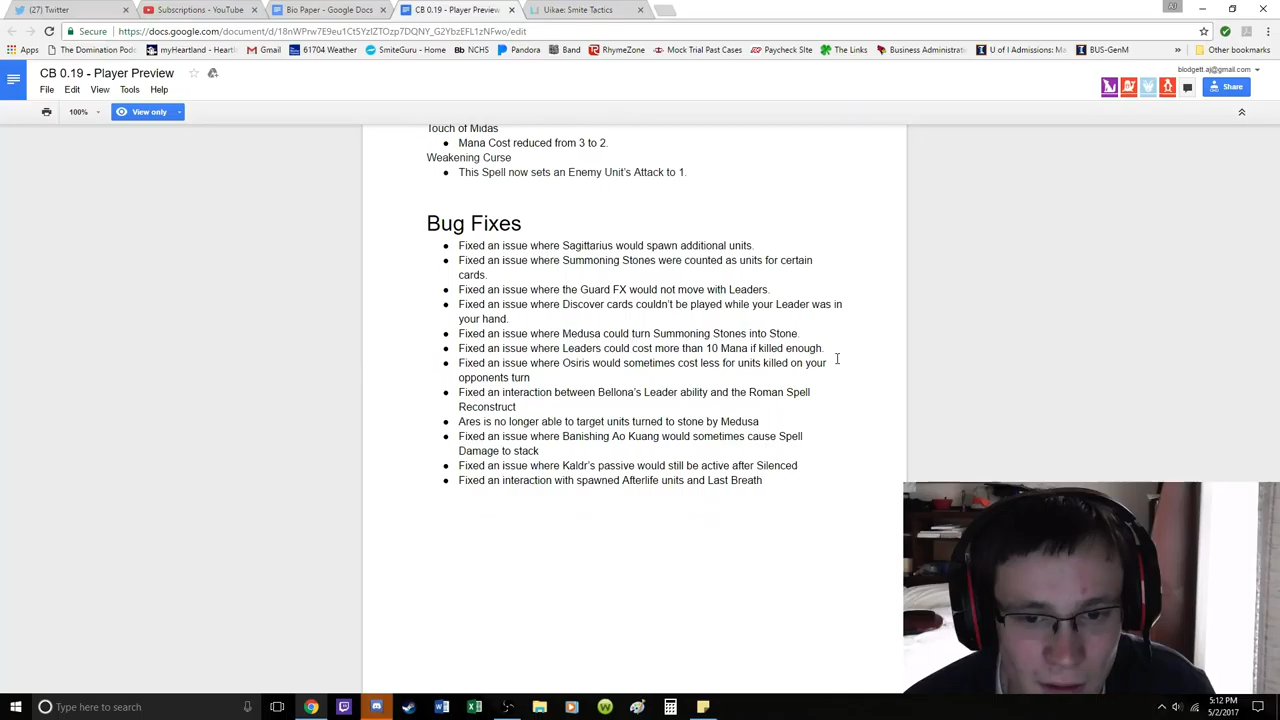 (27) Twitter
Subscriptions - YouTube
Bio Paper - Google Docs
CB 0.19 - Player Preview
Uikae: Smite Tactics
AJ
Secure
https://docs.google.com/document/d/18nWPrw7E9eu1Ct5YzIZTOzp7DQNY_G2YbzEFL1zNFwo/edit
Apps
The Domination Pod
myHeartland - Heartl
Gmail
61704 Weather
SmiteGuru - Home
Bb NCHS
Pandora
Band
RhymeZone
Mock Trial Past Cases
Paycheck Site
The Links
Business Administrati
U of I Admissions: M
BUS-GenM
Other bookmarks
CB 0.19 - Player Preview
blodgett.aj@gmail.com
File Edit View Tools Help
Share
100%
View only
Touch of Midas
● Mana Cost reduced from 3 to 2.
Weakening Curse
● This Spell now sets an Enemy Unit's Attack to 1.
Bug Fixes
● Fixed an issue where Sagittarius would spawn additional units.
● Fixed an issue where Summoning Stones were counted as units for certain
cards.
● Fixed an issue where the Guard FX would not move with Leaders.
● Fixed an issue where Discover cards couldn't be played while your Leader was in
your hand.
● Fixed an issue where Medusa could turn Summoning Stones into Stone.
● Fixed an issue where Leaders could cost more than 10 Mana if killed enough.
● Fixed an issue where Osiris would sometimes cost less for units killed on your
opponents turn
● Fixed an interaction between Bellona's Leader ability and the Roman Spell
Reconstruct
● Ares is no longer able to target units turned to stone by Medusa
● Fixed an issue where Banishing Ao Kuang would sometimes cause Spell
Damage to stack
● Fixed an issue where Kaldr's passive would still be active after Silenced
● Fixed an interaction with spawned Afterlife units and Last Breath
Type here to search
5:12 PM
5/2/2017